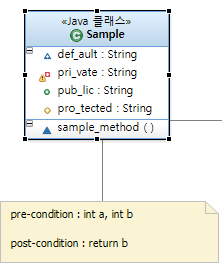 «Java 클래스»
Sample
def_ault : String
pri_vate : String
pub_lic : String
pro_tected : String
sample_method ( )
pre-condition : int a, int b
post-condition : return b